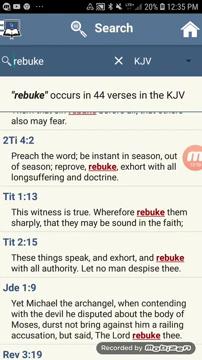 20% 12:35 PM
Search
rebuke KJV
"rebuke" occurs in 44 verses in the KJV
also may fear.
2Ti 4:2
Preach the word; be instant in season, out
of season; reprove, rebuke, exhort with all
longsuffering and doctrine.
Tit 1:13
This witness is true. Wherefore rebuke them
sharply, that they may be sound in the faith;
Tit 2:15
These things speak, and exhort, and rebuke
with all authority. Let no man despise thee.
Jde 1:9
Yet Michael the archangel, when contending
with the devil he disputed about the body of
Moses, durst not bring against him a railing
accusation, but said, The Lord rebuke thee.
Rev 3:19
Recorded by